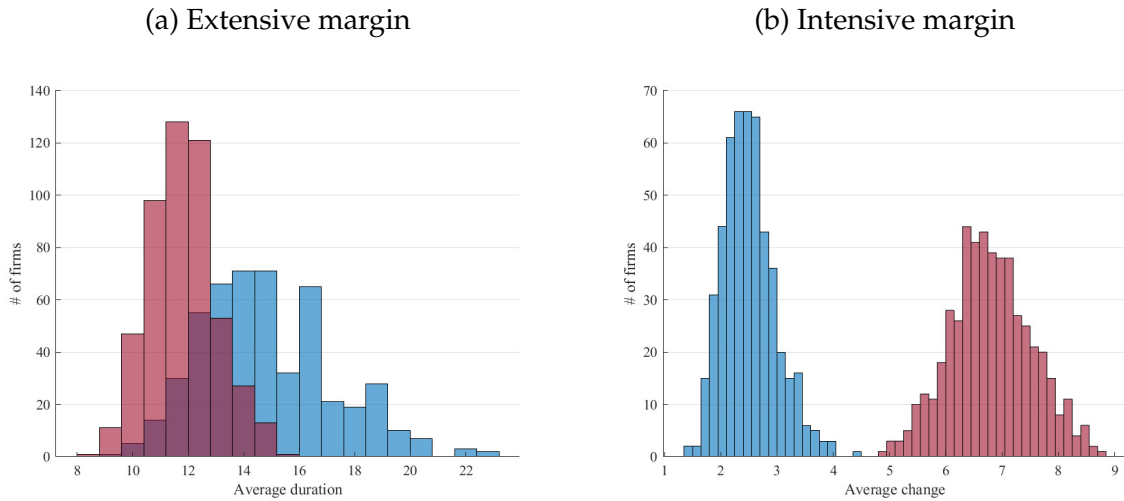 (a) Extensive margin
(b) Intensive margin
140
120
100
80
60
40
20
0
# of firms
8 10 12 14 16 18 20 22
Average duration
70
60
50
40
30
20
10
0
# of firms
1 2 3 4 5 6 7 8 9
Average change